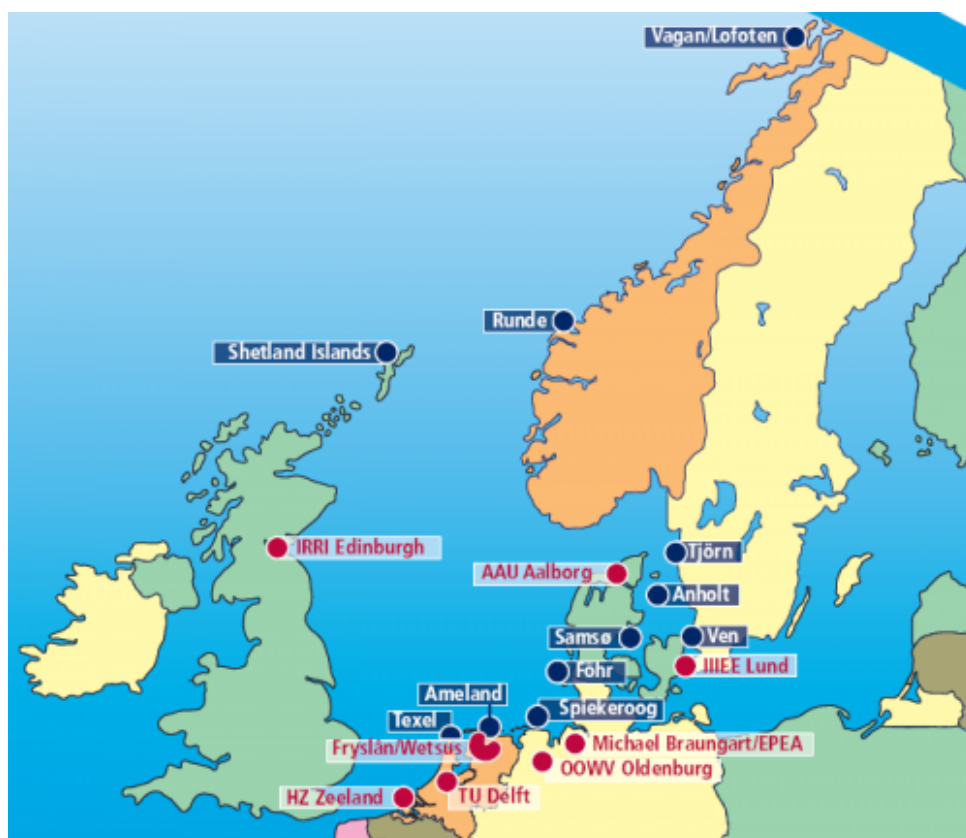 Vagan/Lofoten
Runde
Shetland Islands
IRRI Edinburgh
Tjörn
AAU Aalborg
Anholt
Samsø
Ven
Föhr
IIIEE Lund
Ameland
Spiekeroog
Texel
Fryslân/Wetsus
Michael Braungart/EPEA
OOWV Oldenburg
HZ Zeeland
TU Delft